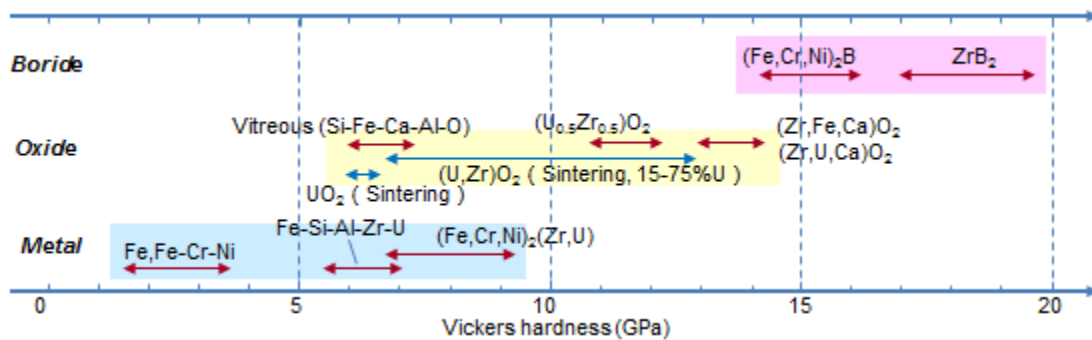 Boride
(Fe,Cr,Ni)₂B
ZrB₂
Vitreous (Si-Fe-Ca-Al-O)
(U₀.₅Zr₀.₅)O₂
(Zr,Fe,Ca)O₂
Oxide
(Zr,U,Ca)O₂
(U,Zr)O₂ ( Sintering, 15-75%U )
UO₂ ( Sintering )
Fe-Si-Al-Zr-U
Metal
Fe,Fe-Cr-Ni
(Fe,Cr,Ni)₂(Zr,U)
0 5 10 15 20
Vickers hardness (GPa)